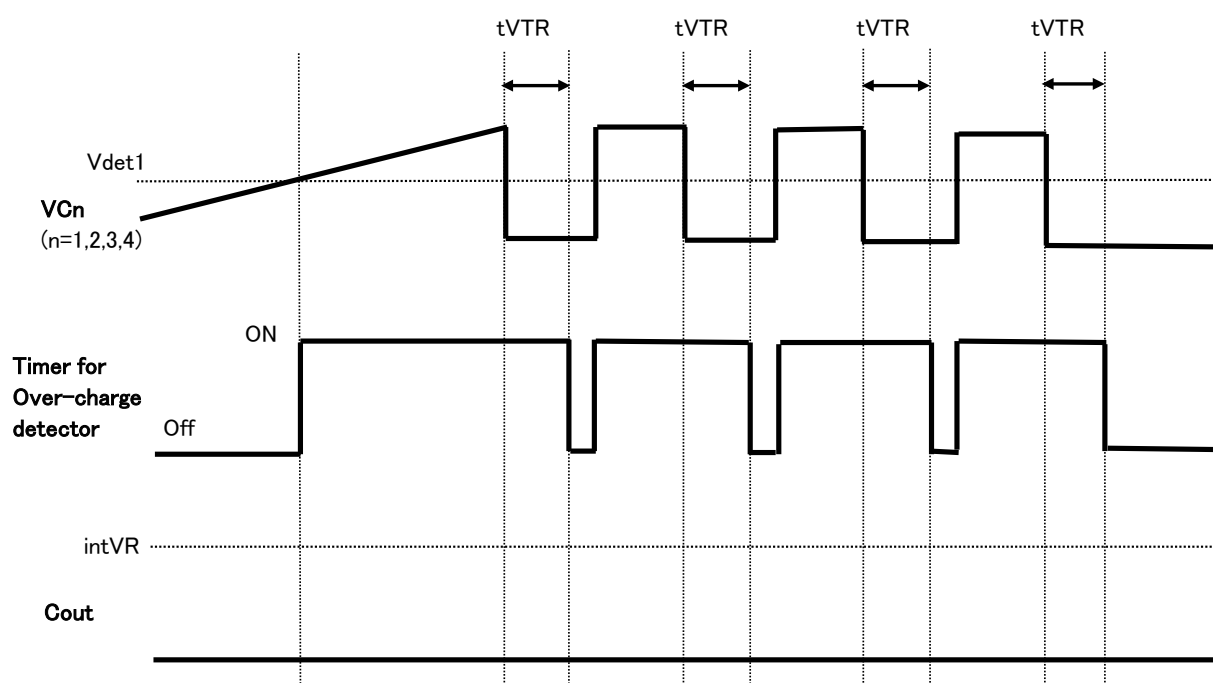 tVTR tVTR tVTR tVTR
Vdet1
VCn
(n=1,2,3,4)
ON
Timer for
Over-charge
detector
Off
intVR
Cout